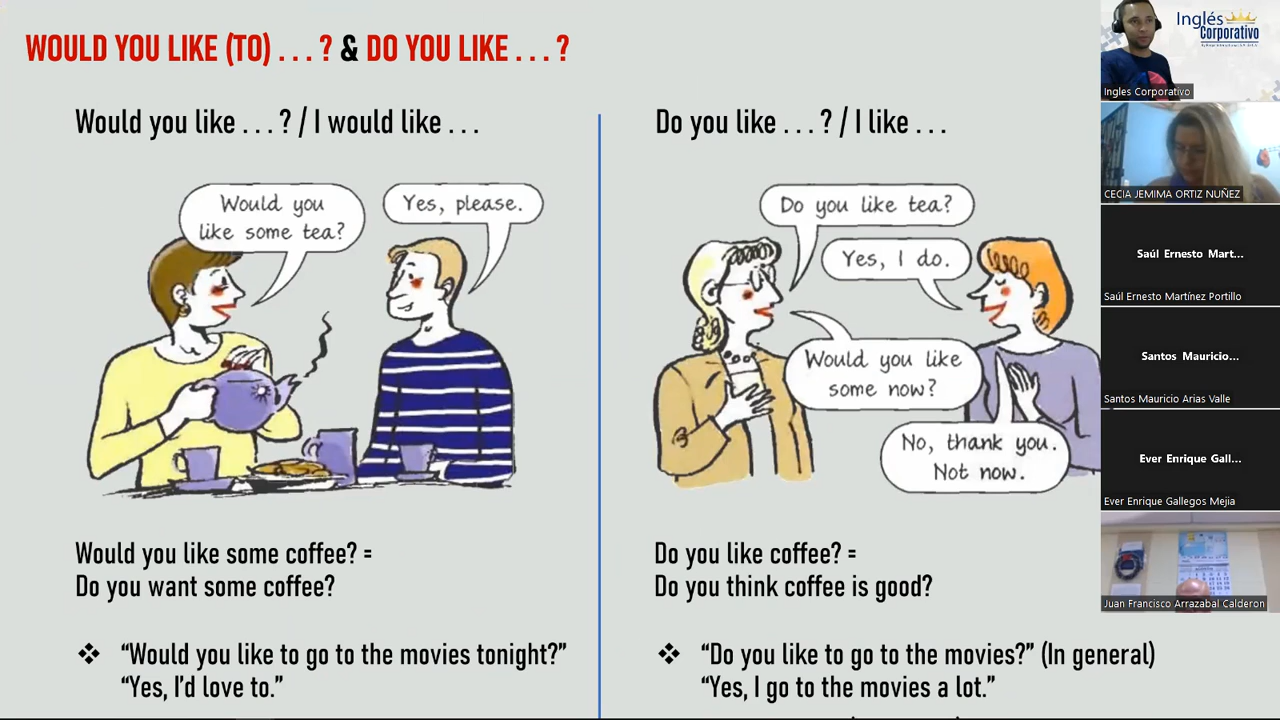 WOULD YOU LIKE (TO) . . . ? & DO YOU LIKE . . . ?
Would you like . . . ? / I would like . . .
Would you
like some tea?
Yes, please.
Would you like some coffee? =
Do you want some coffee?
❖ “Would you like to go to the movies tonight?”
“Yes, I’d love to.”
Do you like . . . ? / I like . . .
Do you like tea?
Yes, I do.
Would you like
some now?
No, thank you.
Not now.
Do you like coffee? =
Do you think coffee is good?
❖ “Do you like to go to the movies?” (In general)
“Yes, I go to the movies a lot.”
Inglés
Corporativo
Ingles Corporativo
CECIA JEMIMA ORTIZ NUÑEZ
Saúl Ernesto Mart...
Saúl Ernesto Martínez Portillo
Santos Mauricio...
Santos Mauricio Arias Valle
Ever Enrique Gall...
Ever Enrique Gallegos Mejia
Juan Francisco Arrazabal Calderon